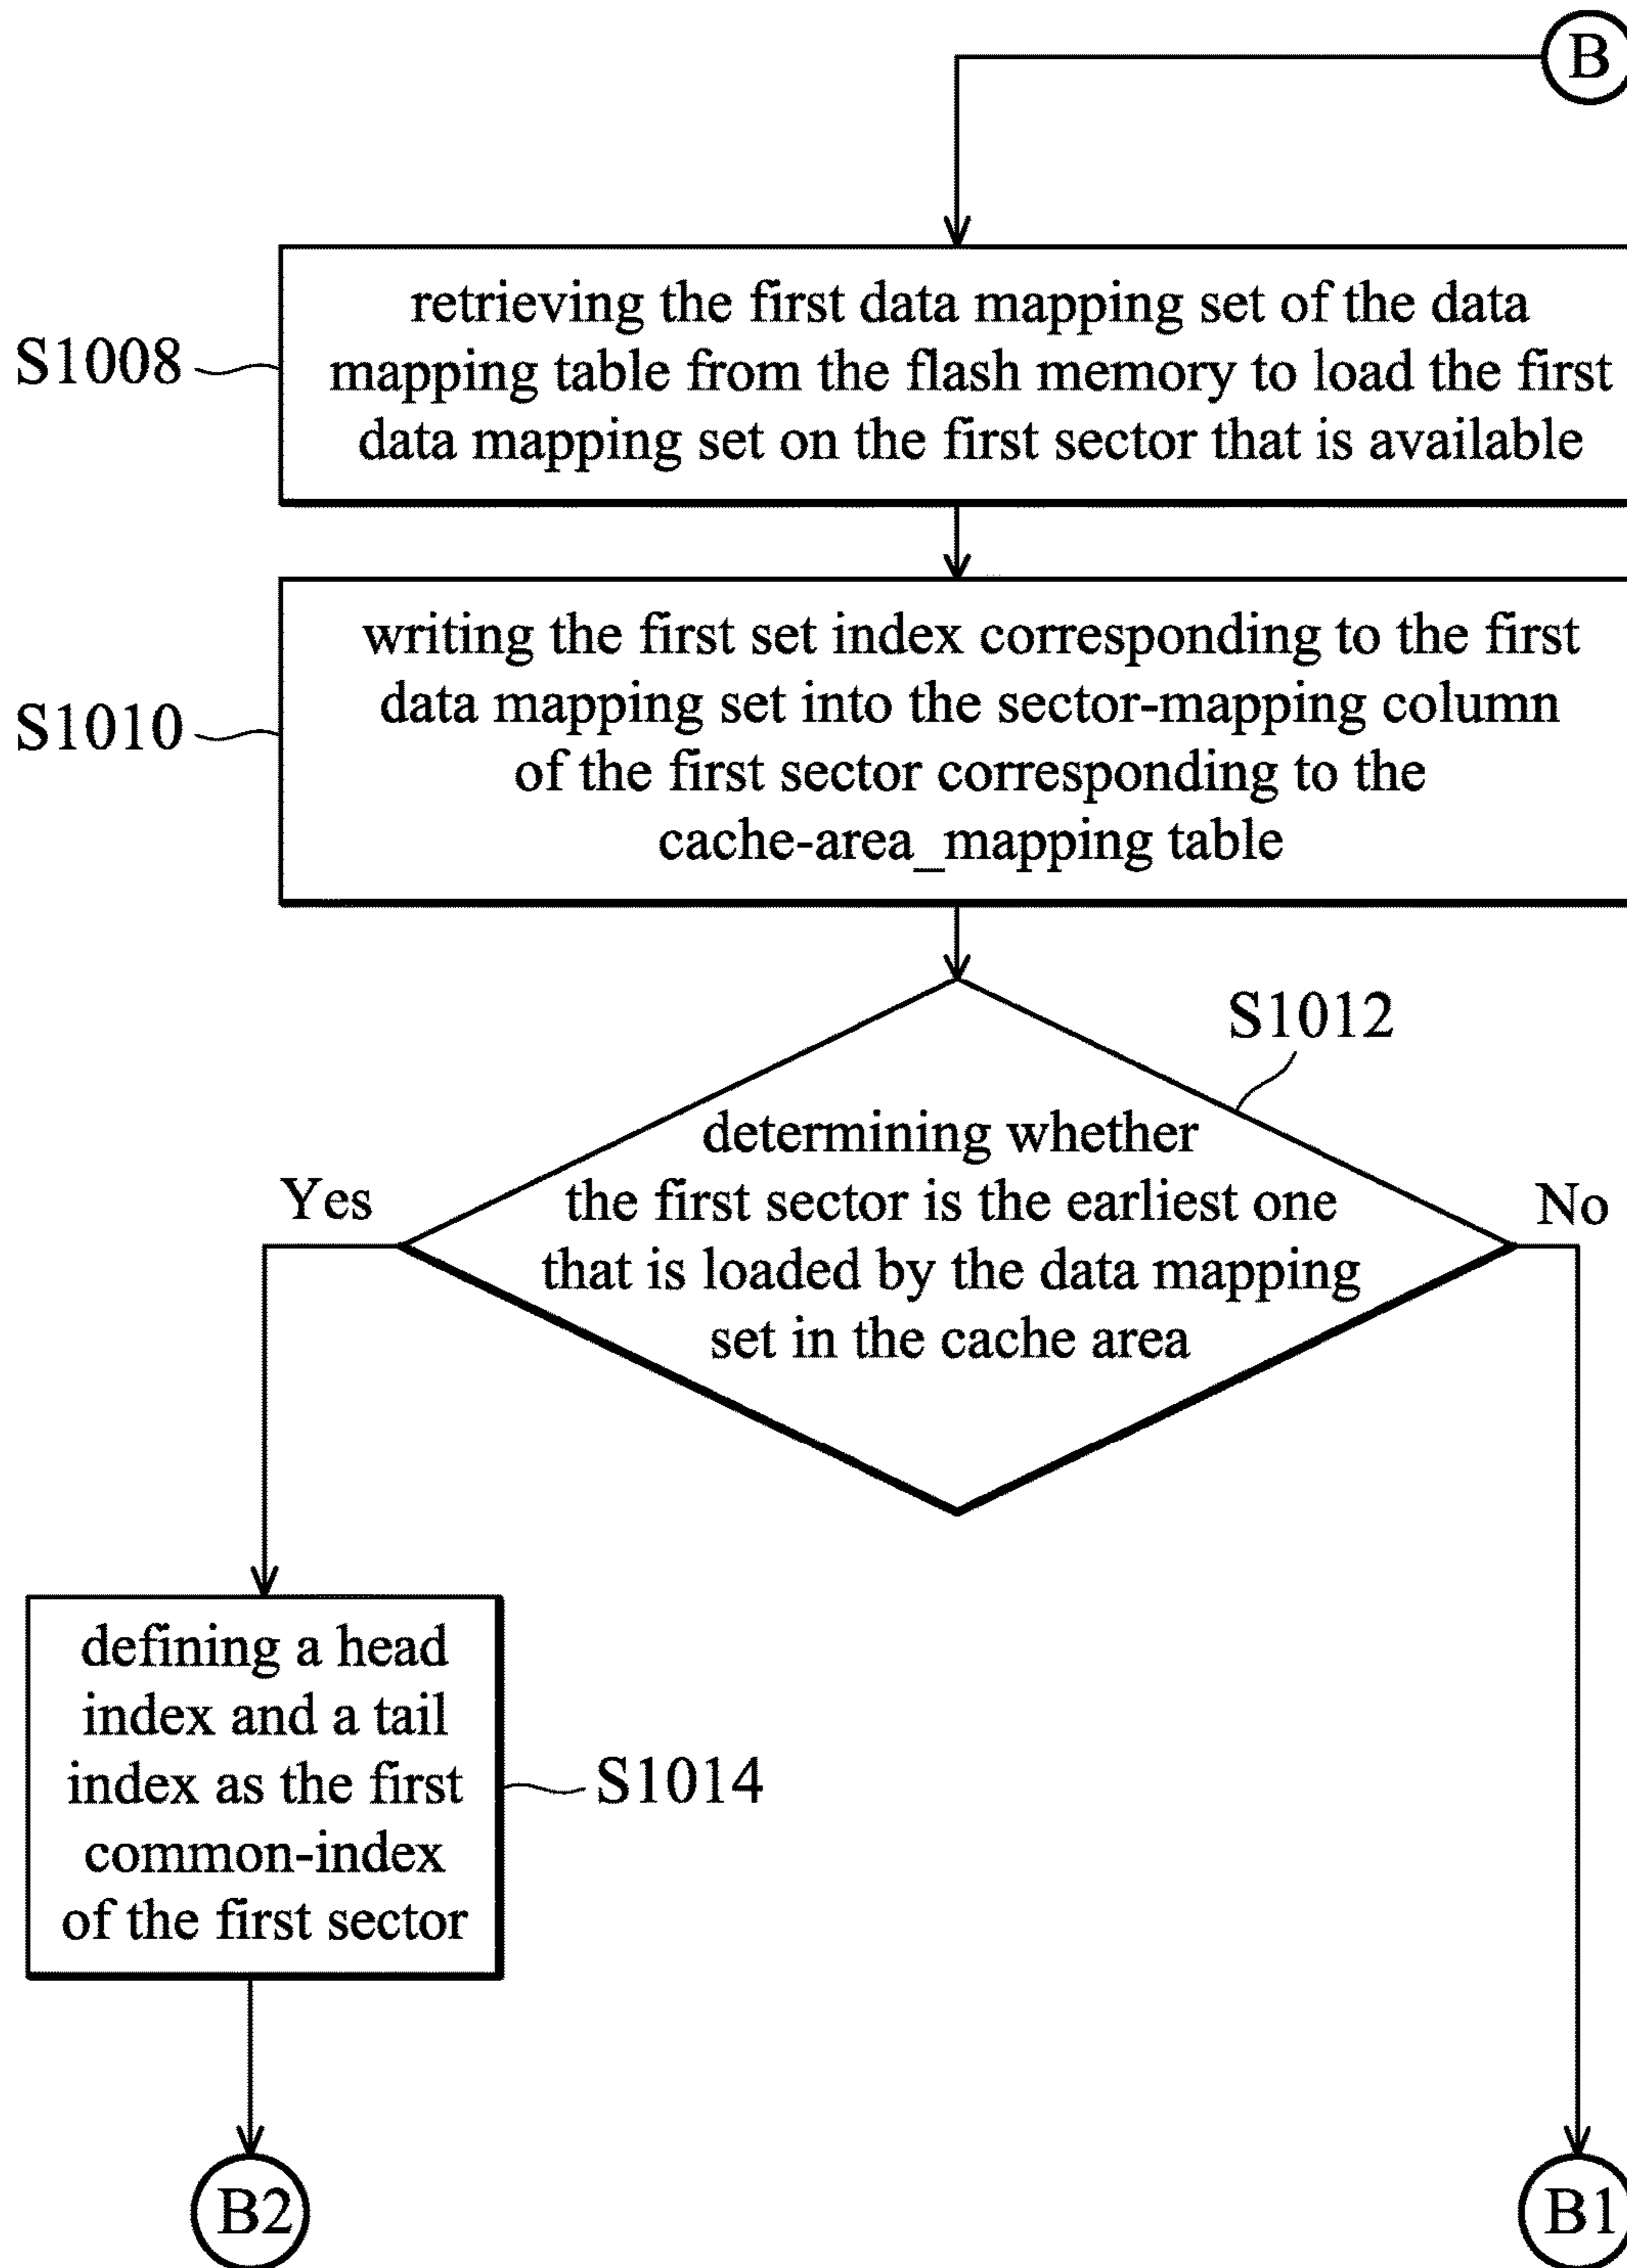 B
S1008
retrieving the first data mapping set of the data
mapping table from the flash memory to load the first
data mapping set on the first sector that is available
S1010
writing the first set index corresponding to the first
data mapping set into the sector-mapping column
of the first sector corresponding to the
cache-area_mapping table
S1012
determining whether
the first sector is the earliest one
that is loaded by the data mapping
set in the cache area
Yes
No
defining a head
index and a tail
index as the first
common-index
of the first sector
S1014
B2
B1